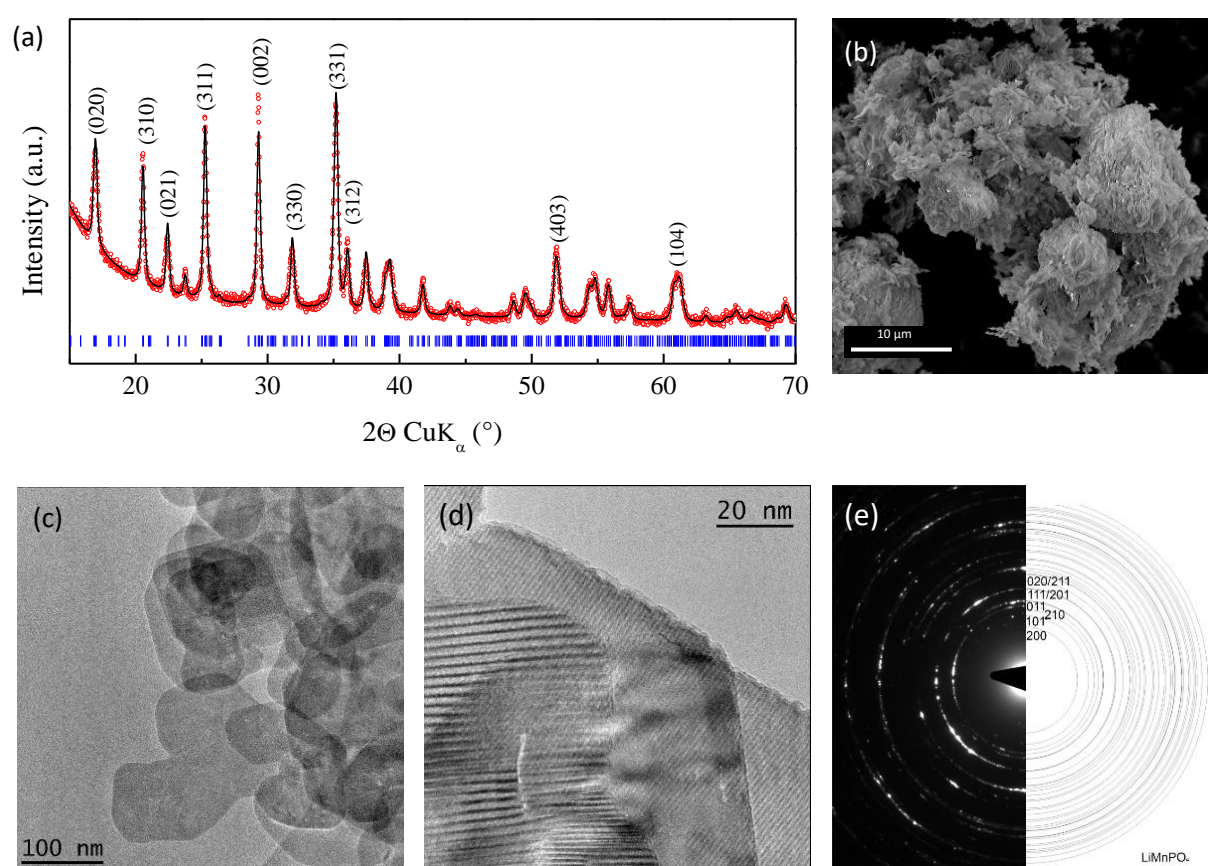 (a)
Intensity (a.u.)
(020)
(310)
(021)
(311)
(002)
(330)
(331)
(312)
(403)
(104)
20 30 40 50 60 70
2Θ CuKα (°)
(b)
10 µm
(c)
100 nm
(d)
20 nm
(e)
020/211
111/201
011
210
101
200
LiMnPO₄